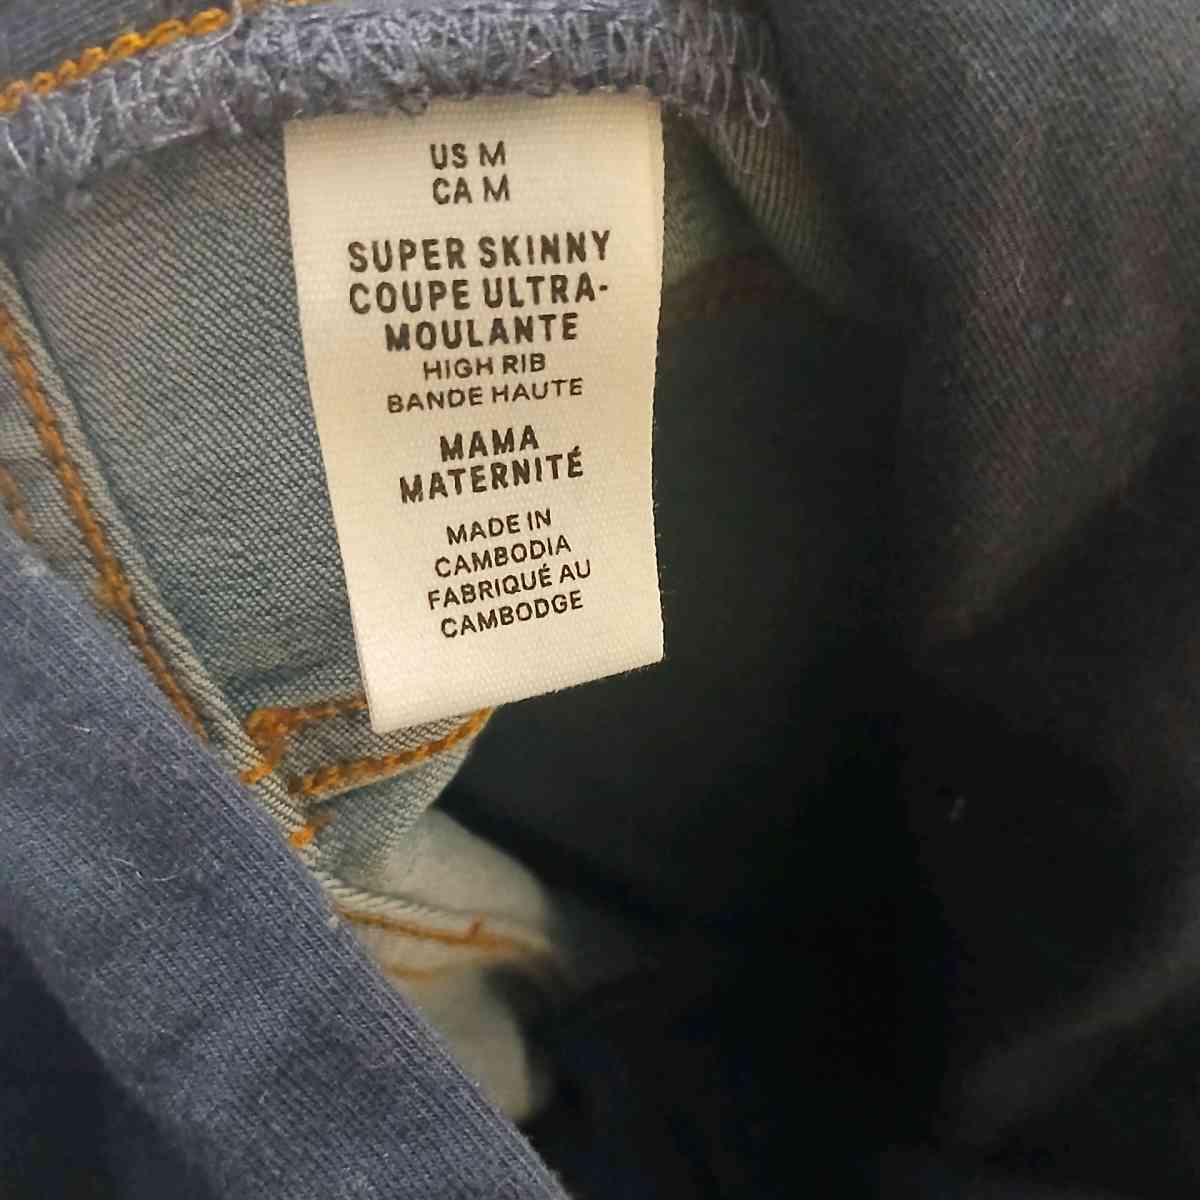 US M
CA M
SUPER SKINNY
COUPE ULTRA-
MOULANTE
HIGH RIB
BANDE HAUTE
MAMA
MATERNITÉ
MADE IN
CAMBODIA
FABRIQUÉ AU
CAMBODGE